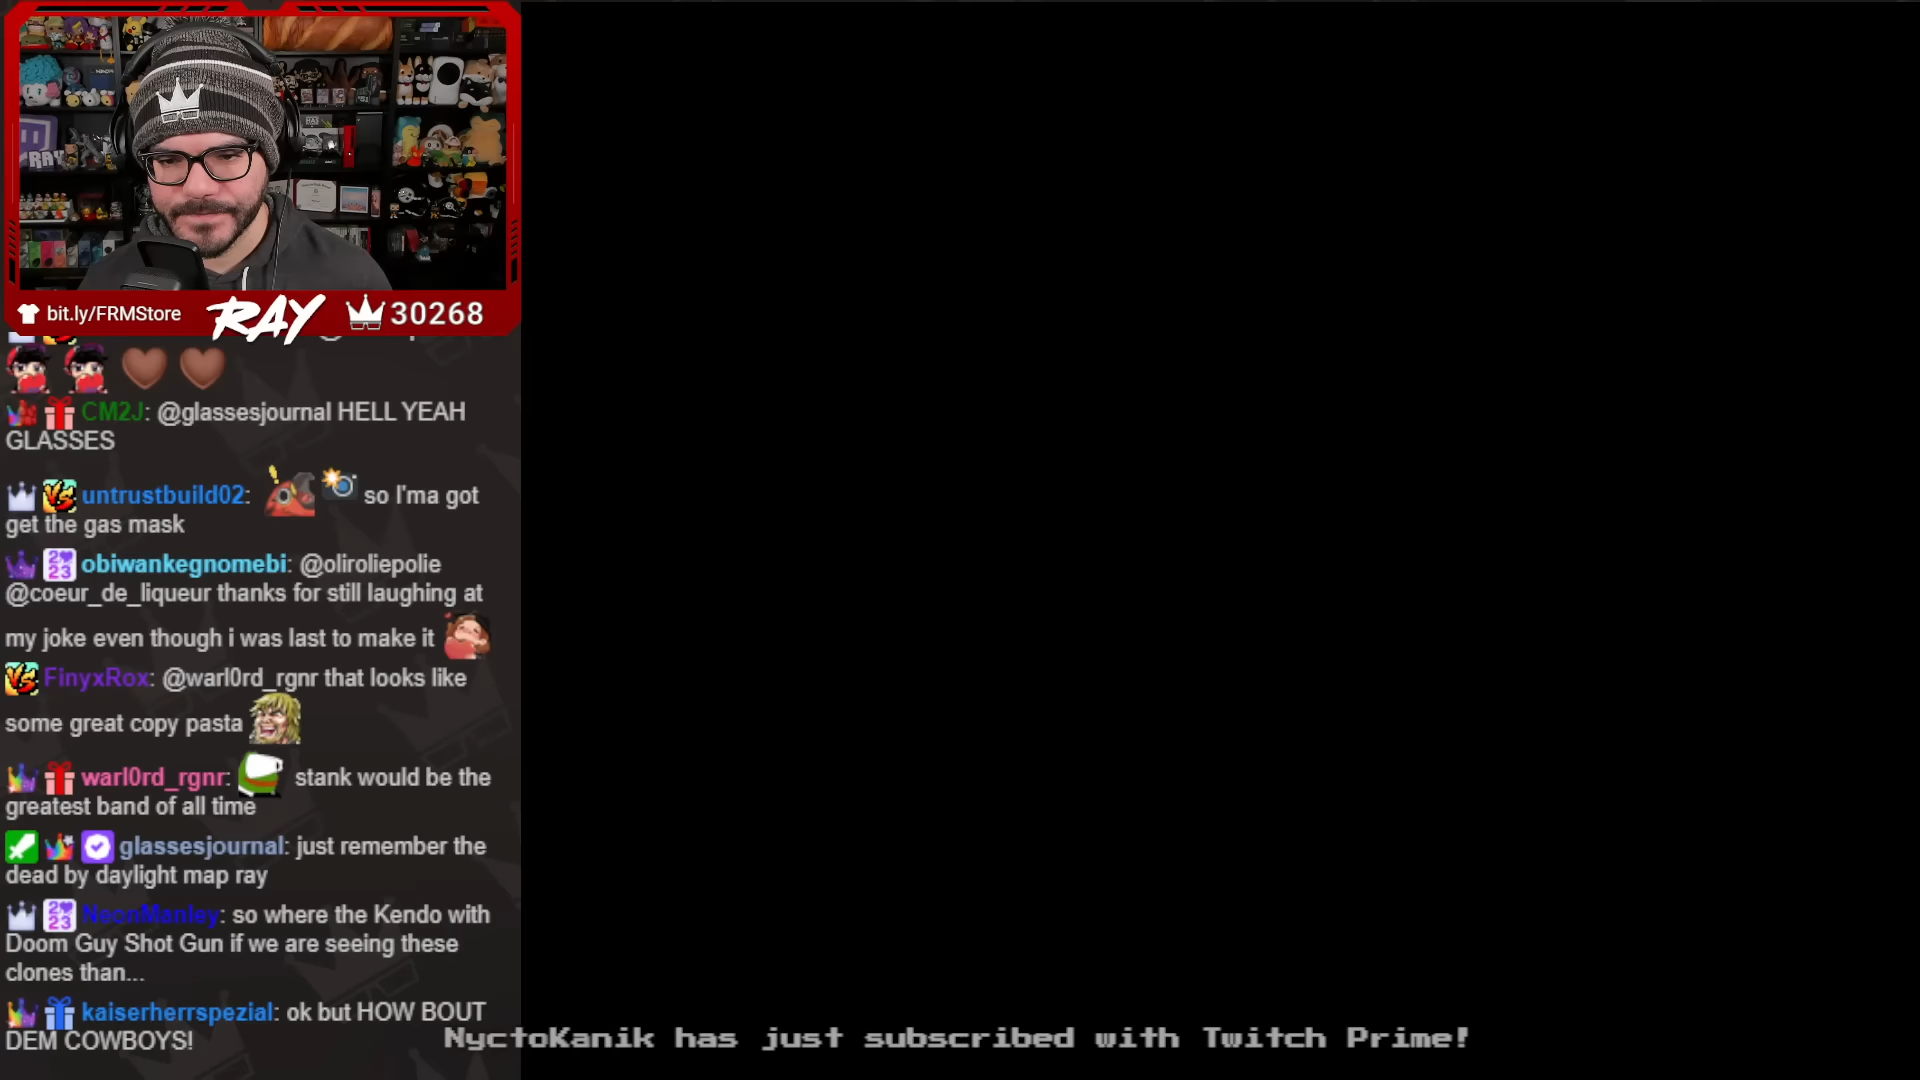 bit.ly/FRMStore RAY 30268
CM2J: @glassesjournal HELL YEAH
GLASSES
untrustbuild02: so I'ma got
get the gas mask
obiwankegnomebi: @oliroliepolie
@coeur_de_liqueur thanks for still laughing at
my joke even though i was last to make it
FinyxRox: @warl0rd_rgnr that looks like
some great copy pasta
warl0rd_rgnr: stank would be the
greatest band of all time
glassesjournal: just remember the
dead by daylight map ray
NeonManley: so where the Kendo with
Doom Guy Shot Gun if we are seeing these
clones than...
kaiserherrspezial: ok but HOW BOUT
DEM COWBOYS!
NyctoKanik has just subscribed with Twitch Prime!